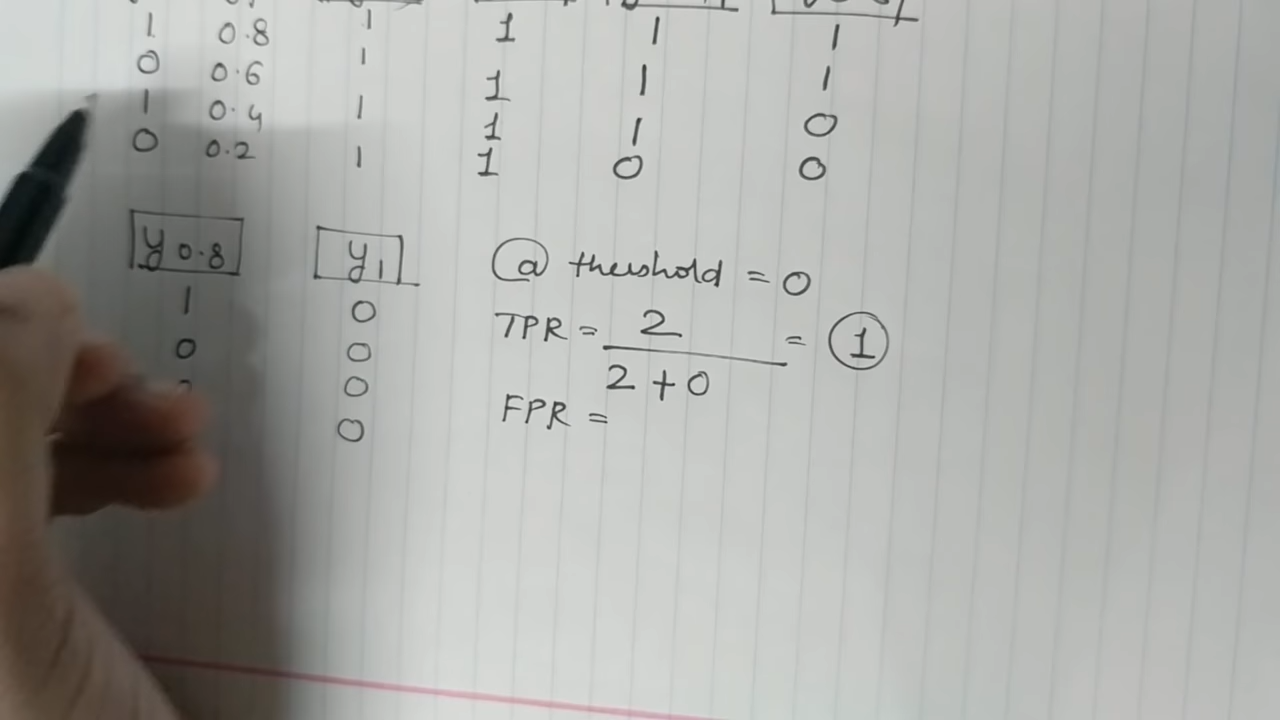 1 0.8 1 1 1 1
0 0.6 1 1 1 1
1 0.4 1 1 1 0
0 0.2 1 1 0 0
y0.8 y1 @ theushold = 0
1 0 TPR = 2 / 2 + 0 = 1
0 0
0 FPR =
0